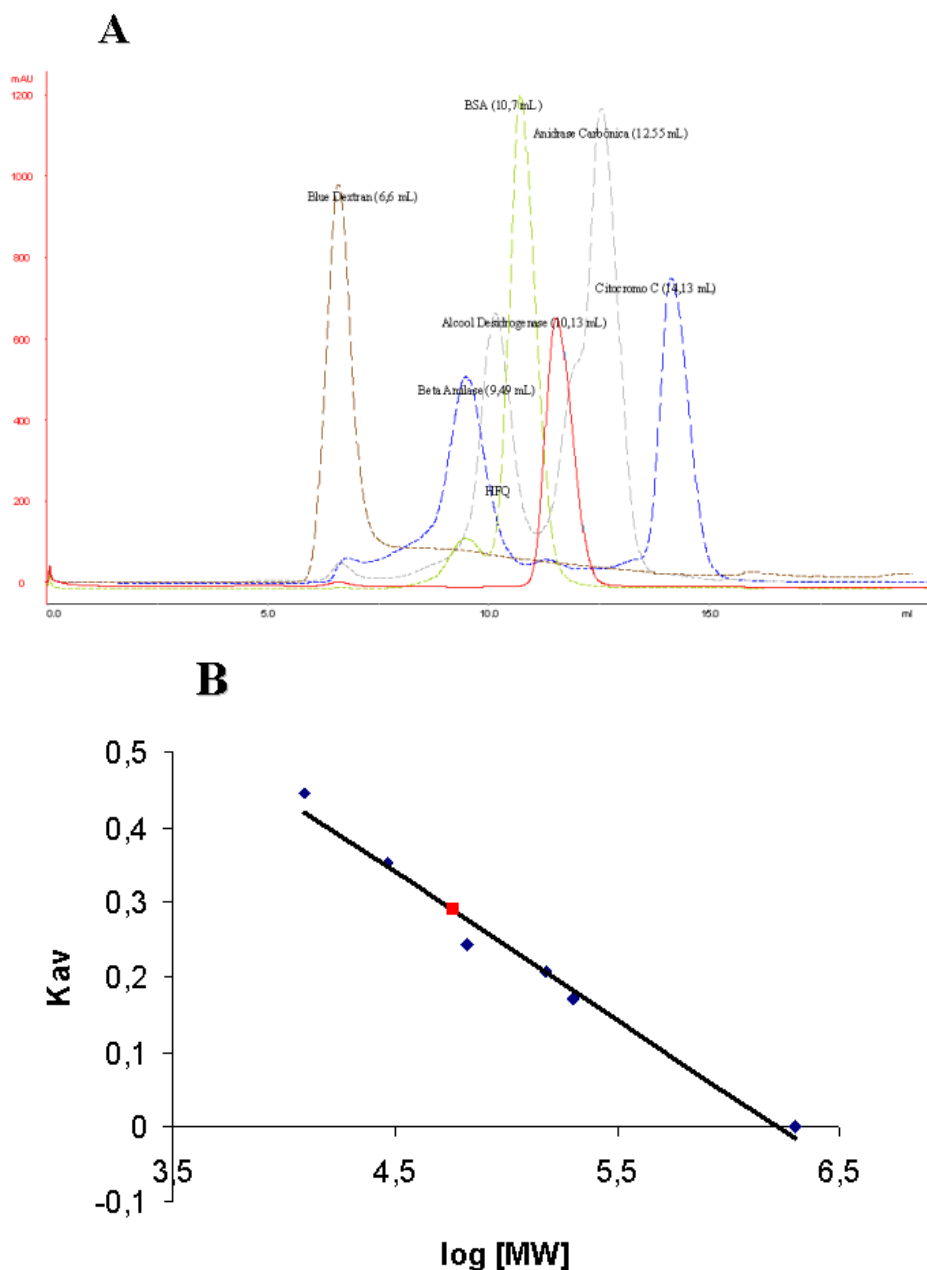 A
mAU
1200
1000
800
600
400
200
0
BSA (10,7 mL)
Anidrase Carbônica (12.55 mL)
Blue Dextran (6,6 mL)
Citocromo C (14,13 mL)
Alcool Desidrogenase (10,13 mL)
Beta Amilase (9,49 mL)
HFQ
0.0 5.0 10.0 15.0 ml
B
0,5
0,4
0,3
0,2
0,1
0
-0,1
Kav
3,5 4,5 5,5 6,5
log [MW]